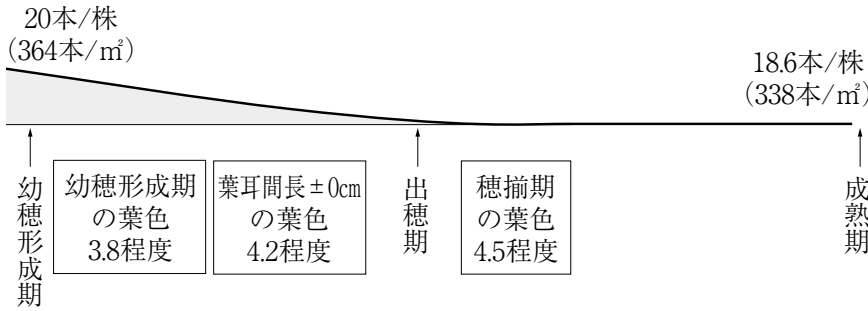 20本/株
（364本/㎡）
18.6本/株
（338本/㎡）
幼穂形成期
幼穂形成期
の葉色
3.8程度
葉耳間長±0cm
の葉色
4.2程度
出穂期
穂揃期
の葉色
4.5程度
成熟期